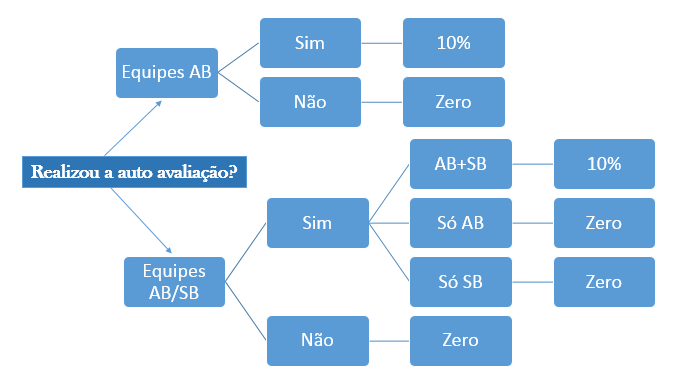 Sim
10%
Equipes AB
Não
Zero
Realizou a auto avaliação?
AB+SB
10%
Sim
Só AB
Zero
Equipes
AB/SB
Só SB
Zero
Não
Zero